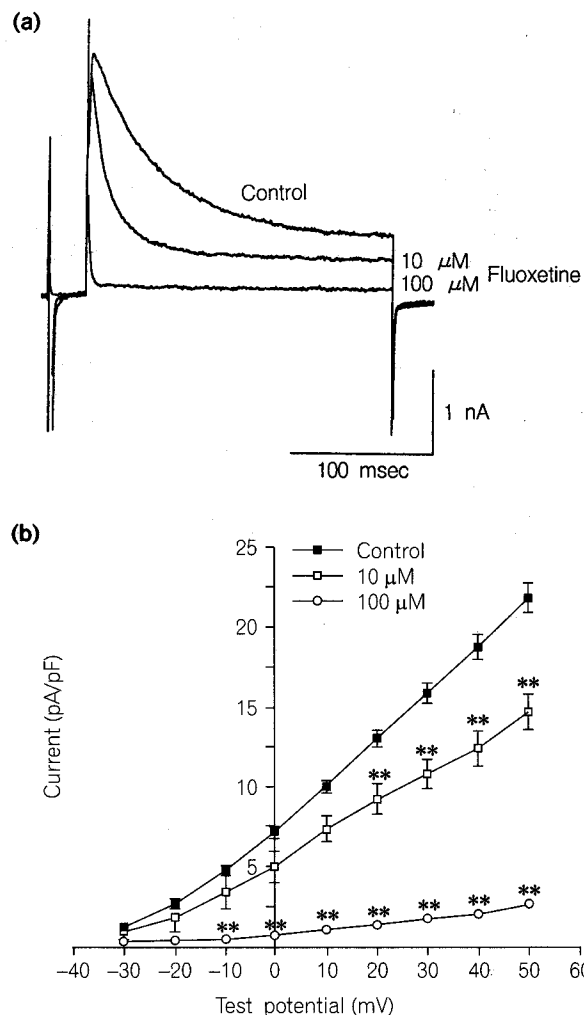 (a)
Control
10 μM
100 μM
Fluoxetine
1 nA
100 msec
(b)
Control
10 μM
100 μM
Current (pA/pF)
25
20
15
10
5
**
**
**
**
** ** ** ** ** ** **
−40 −30 −20 −10 0 10 20 30 40 50 60
Test potential (mV)